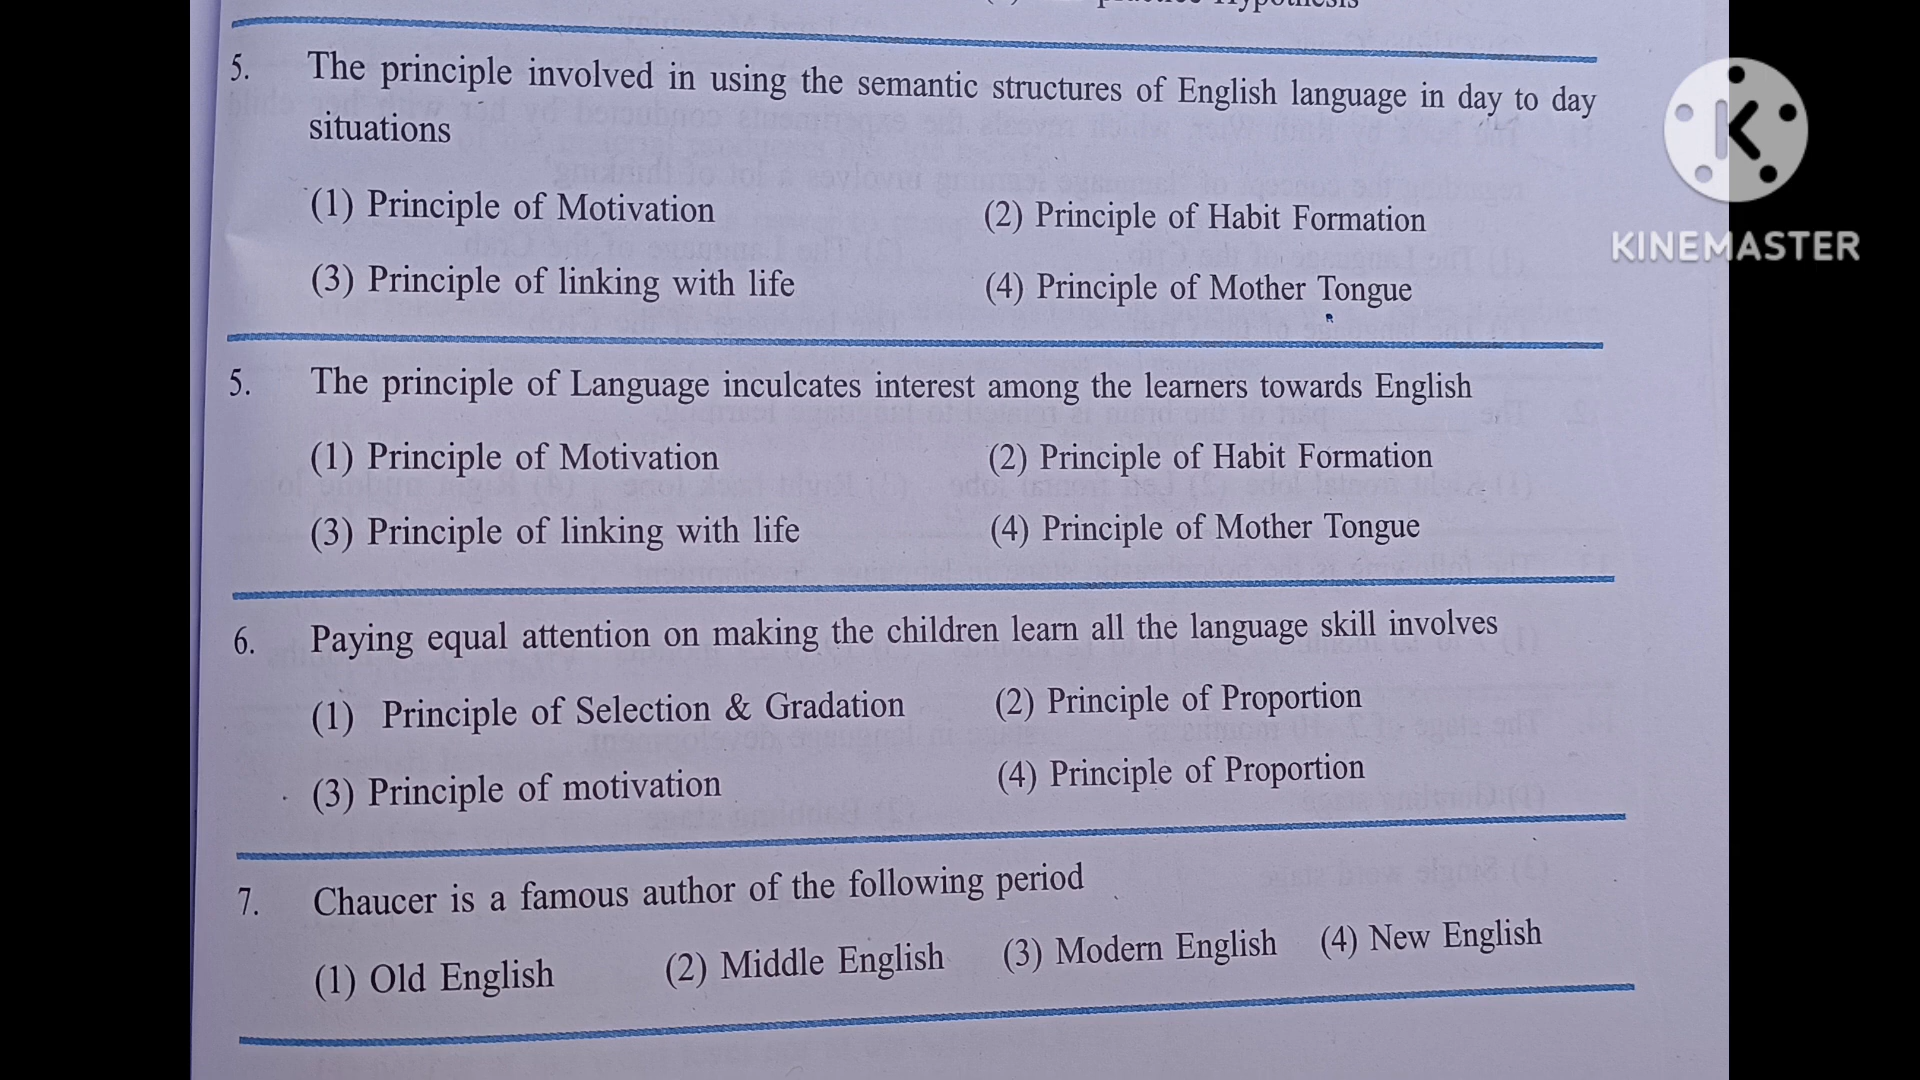 5. The principle involved in using the semantic structures of English language in day to day
situations
(1) Principle of Motivation (2) Principle of Habit Formation
(3) Principle of linking with life (4) Principle of Mother Tongue
5. The principle of Language inculcates interest among the learners towards English
(1) Principle of Motivation (2) Principle of Habit Formation
(3) Principle of linking with life (4) Principle of Mother Tongue
6. Paying equal attention on making the children learn all the language skill involves
(1) Principle of Selection & Gradation (2) Principle of Proportion
(3) Principle of motivation (4) Principle of Proportion
7. Chaucer is a famous author of the following period
(1) Old English (2) Middle English (3) Modern English (4) New English
KINEMASTER